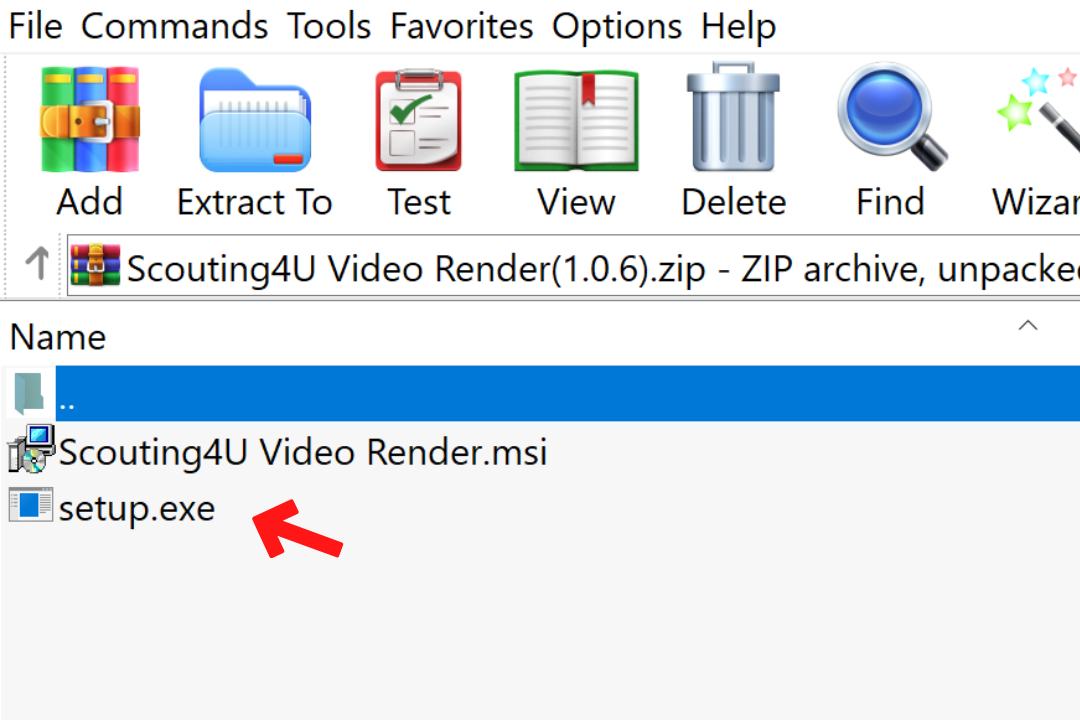 File Commands Tools Favorites Options Help
Add Extract To Test View Delete Find Wizar
Scouting4U Video Render(1.0.6).zip - ZIP archive, unpacked
Name
..
Scouting4U Video Render.msi
setup.exe